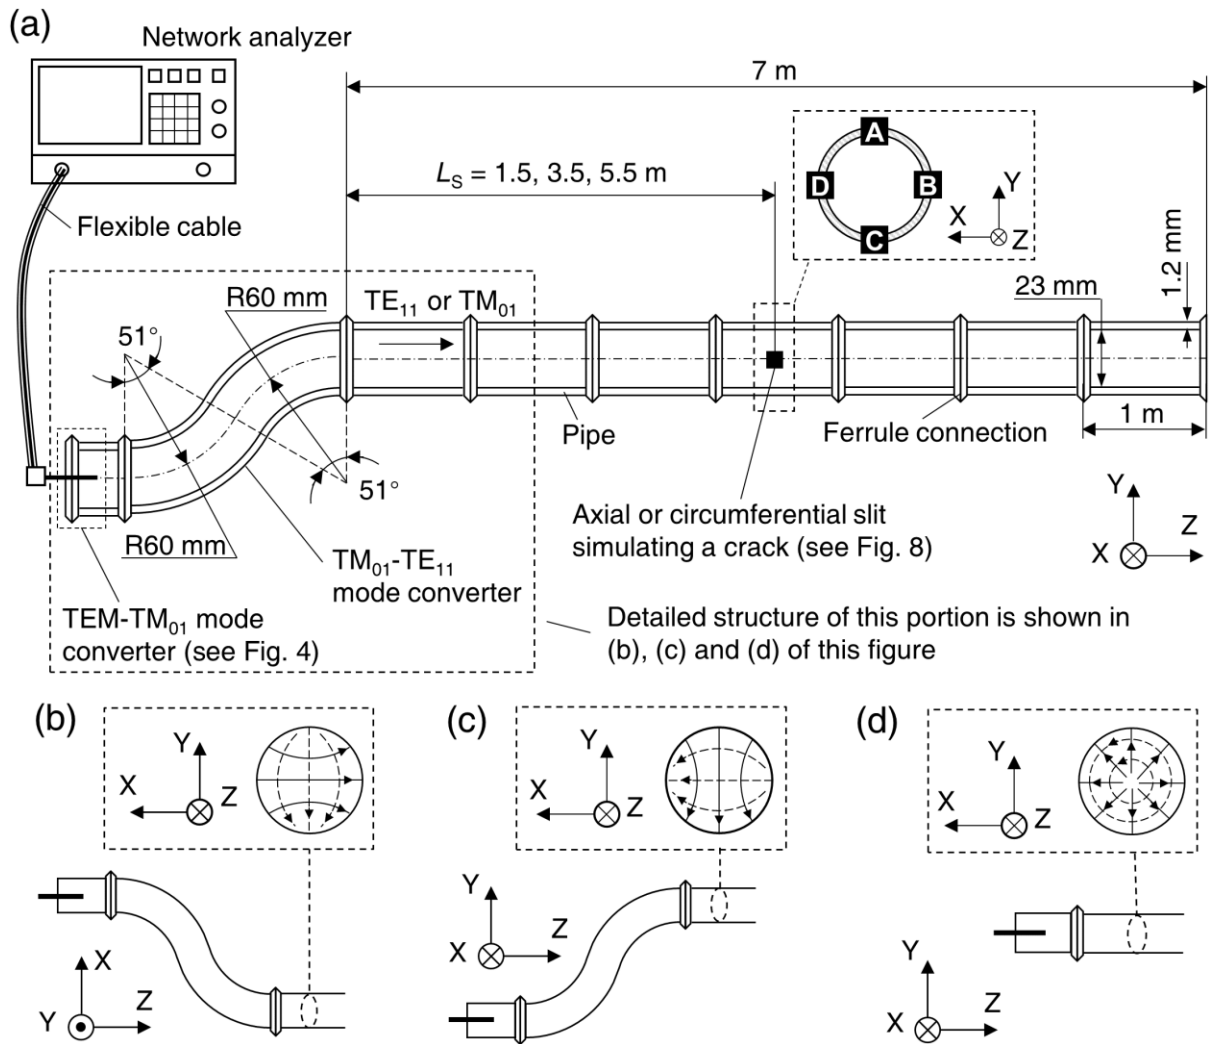 (a)
Network analyzer
7 m
A
B
C
D
Y
X
Z
L_S = 1.5, 3.5, 5.5 m
Flexible cable
1.2 mm
R60 mm
TE₁₁ or TM₀₁
23 mm
51°
Pipe
Ferrule connection
1 m
51°
R60 mm
Axial or circumferential slit
simulating a crack (see Fig. 8)
Y
X
Z
TM₀₁-TE₁₁
mode converter
TEM-TM₀₁ mode
converter (see Fig. 4)
Detailed structure of this portion is shown in
(b), (c) and (d) of this figure
(b)
Y
X
Z
X
Z
Y
(c)
Y
X
Z
Y
X
Z
(d)
Y
X
Z
Y
X
Z